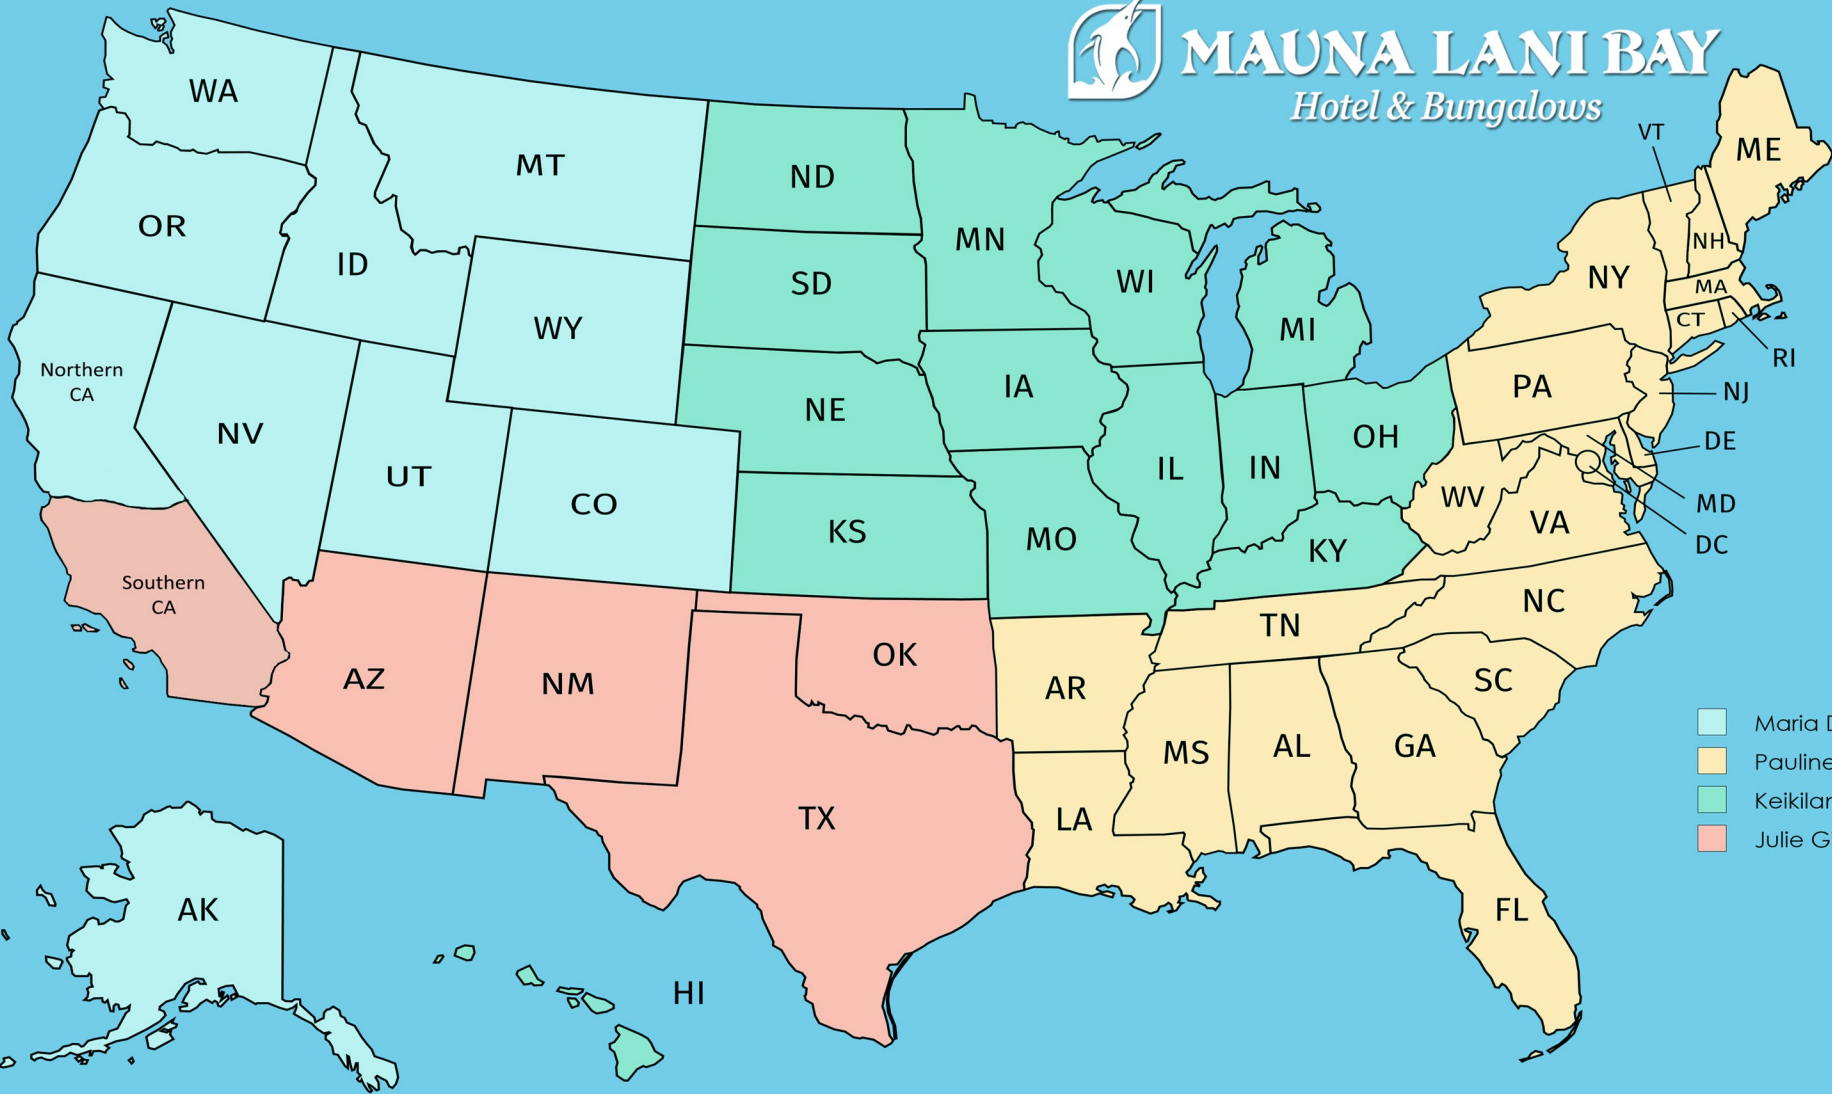 MAUNA LANI BAY
Hotel & Bungalows
WA
MT
ND
MN
VT
ME
OR
ID
SD
WI
NH
NY
MA
WY
MI
CT
RI
Northern
CA
NV
NE
IA
PA
NJ
UT
CO
IL
IN
OH
DE
KS
MO
KY
WV
VA
MD
DC
Southern
CA
AZ
NM
OK
TN
NC
AR
SC
MS
AL
GA
TX
LA
FL
AK
HI
Maria
Pauline
Julie G